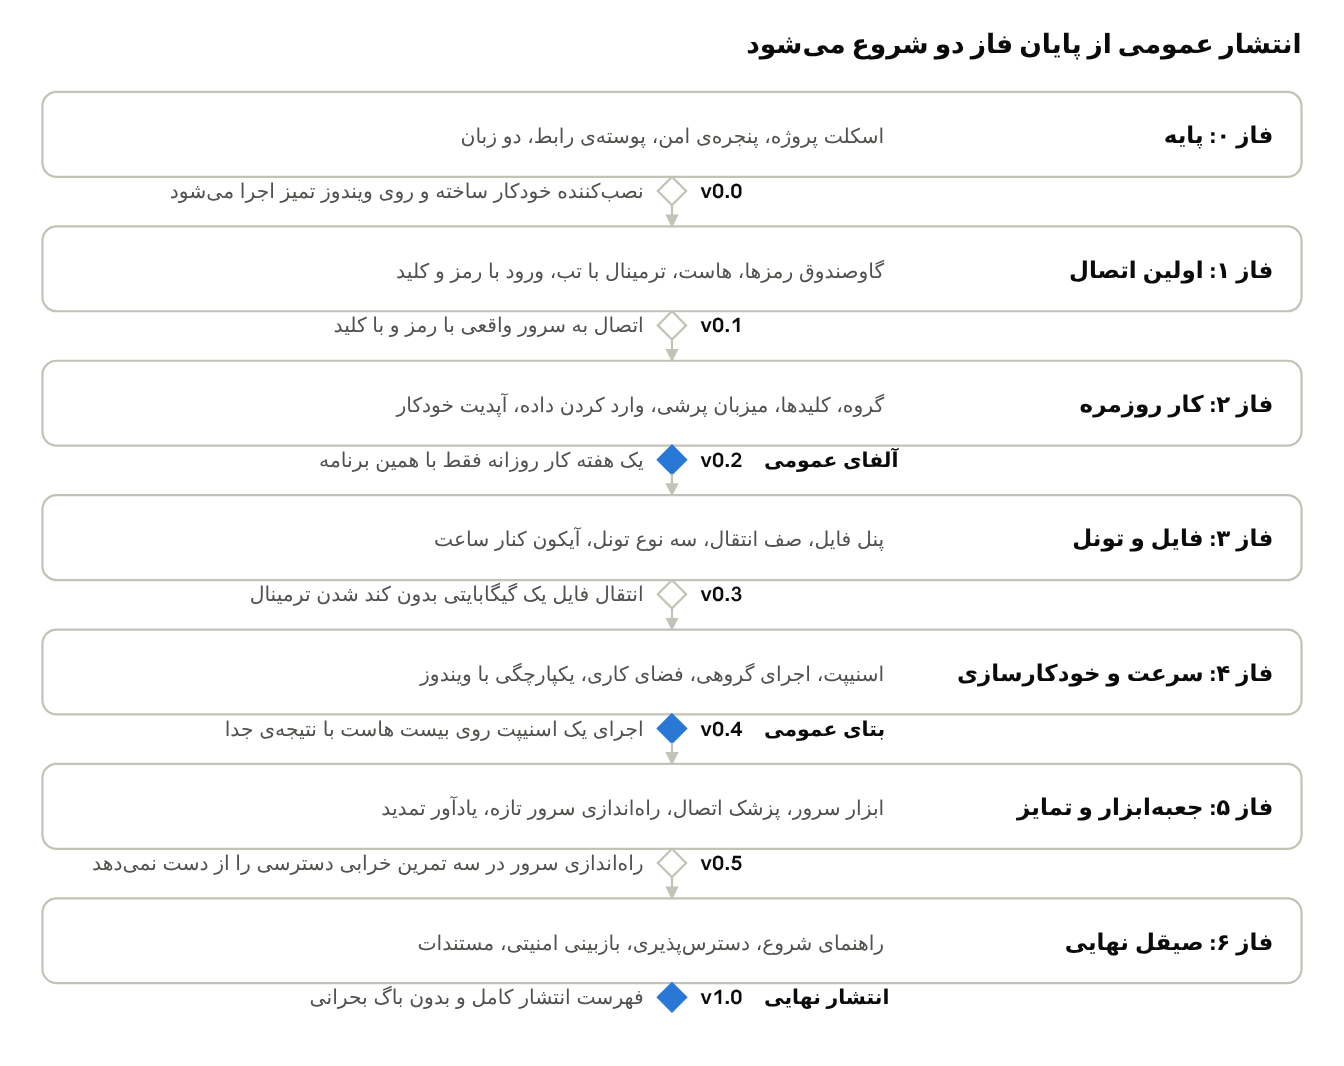 انتشار عمومی از پایان فاز دو شروع می‌شود
فاز ۰: پایه
اسکلت پروژه، پنجره‌ی امن، پوسته‌ی رابط، دو زبان
v0.0
نصب‌کننده خودکار ساخته و روی ویندوز تمیز اجرا می‌شود
فاز ۱: اولین اتصال
گاوصندوق رمزها، هاست، ترمینال با تب، ورود با رمز و کلید
v0.1
اتصال به سرور واقعی با رمز و با کلید
فاز ۲: کار روزمره
گروه، کلیدها، میزبان پرشی، وارد کردن داده، آپدیت خودکار
آلفای عمومی v0.2
یک هفته کار روزانه فقط با همین برنامه
فاز ۳: فایل و تونل
پنل فایل، صف انتقال، سه نوع تونل، آیکون کنار ساعت
v0.3
انتقال فایل یک گیگابایتی بدون کند شدن ترمینال
فاز ۴: سرعت و خودکارسازی
اسنیپت، اجرای گروهی، فضای کاری، یکپارچگی با ویندوز
بتای عمومی v0.4
اجرای یک اسنیپت روی بیست هاست با نتیجه‌ی جدا
فاز ۵: جعبه‌ابزار و تمایز
ابزار سرور، پزشک اتصال، راه‌اندازی سرور تازه، یادآور تمدید
v0.5
راه‌اندازی سرور در سه تمرین خرابی دسترسی را از دست نمی‌دهد
فاز ۶: صیقل نهایی
راهنمای شروع، دسترس‌پذیری، بازبینی امنیتی، مستندات
انتشار نهایی v1.0
فهرست انتشار کامل و بدون باگ بحرانی